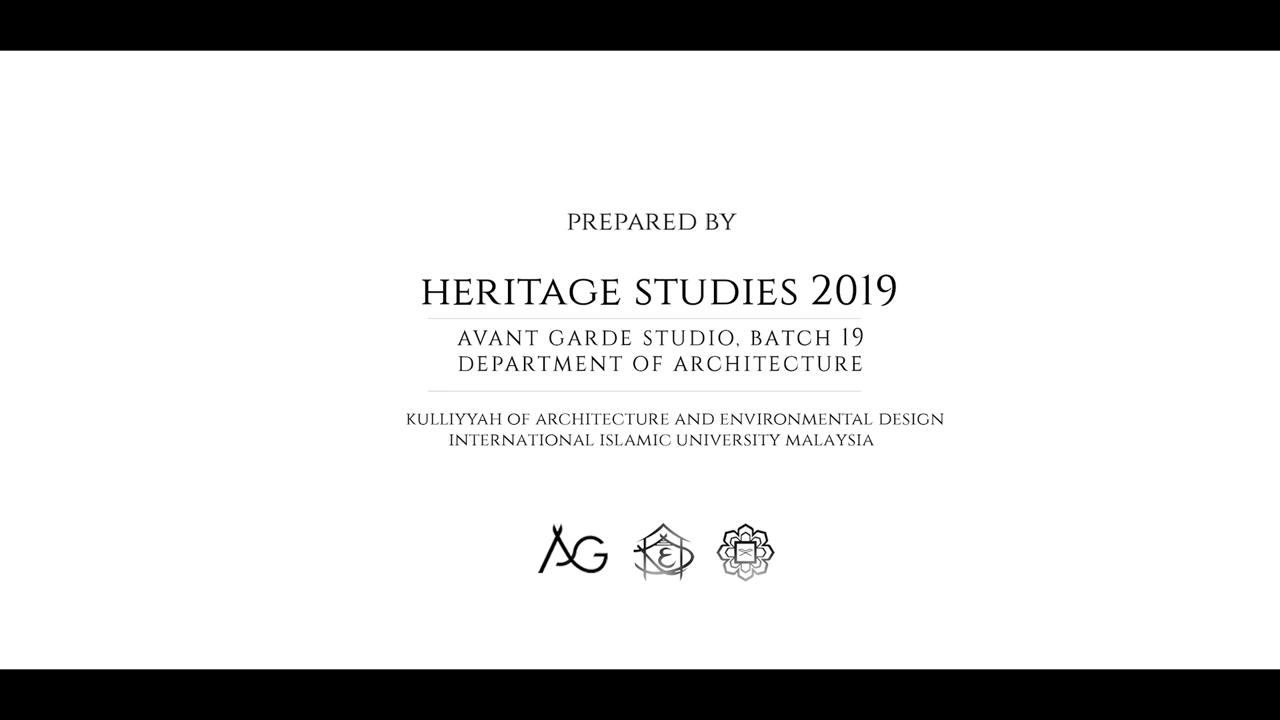 PREPARED BY
HERITAGE STUDIES 2019
AVANT GARDE STUDIO, BATCH 19
DEPARTMENT OF ARCHITECTURE
KULLIYYAH OF ARCHITECTURE AND ENVIRONMENTAL DESIGN
INTERNATIONAL ISLAMIC UNIVERSITY MALAYSIA
AG